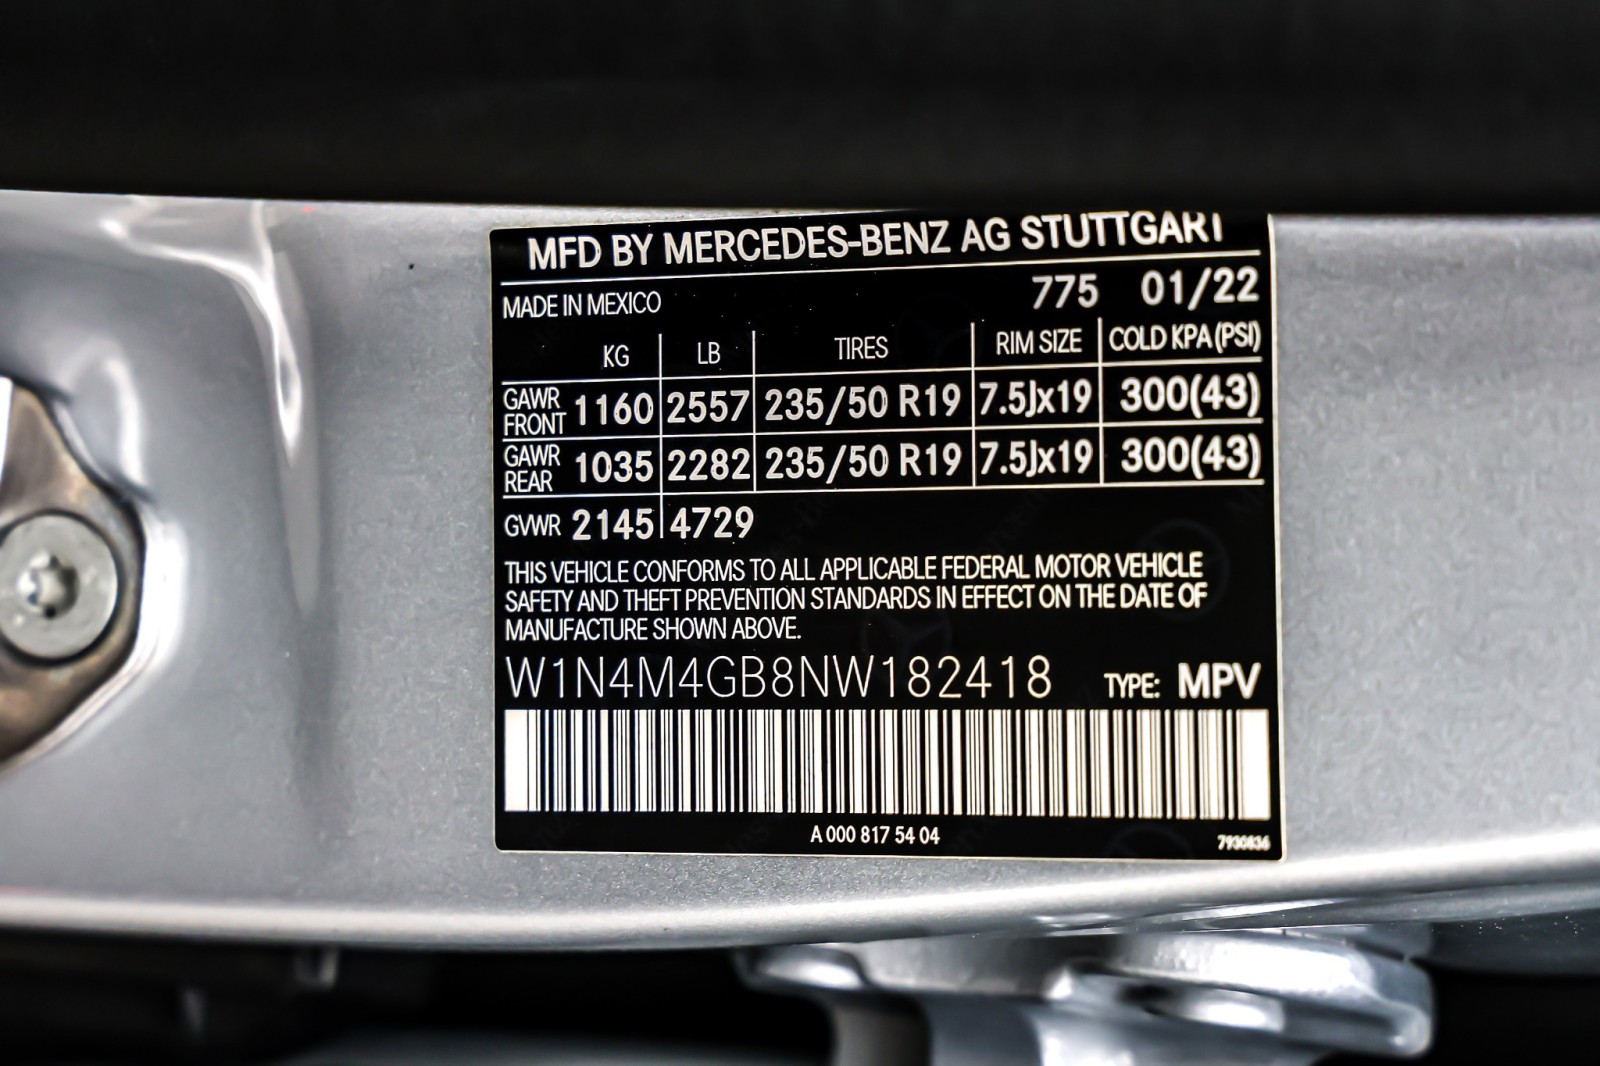 MFD BY MERCEDES-BENZ AG STUTTGART
MADE IN MEXICO 775 01/22
KG LB TIRES RIM SIZE COLD KPA(PSI)
GAWR FRONT 1160 2557 235/50 R19 7.5Jx19 300(43)
GAWR REAR 1035 2282 235/50 R19 7.5Jx19 300(43)
GVWR 2145 4729
THIS VEHICLE CONFORMS TO ALL APPLICABLE FEDERAL MOTOR VEHICLE
SAFETY AND THEFT PREVENTION STANDARDS IN EFFECT ON THE DATE OF
MANUFACTURE SHOWN ABOVE.
W1N4M4GB8NW182418 TYPE: MPV
A 000 817 54 04
7930836